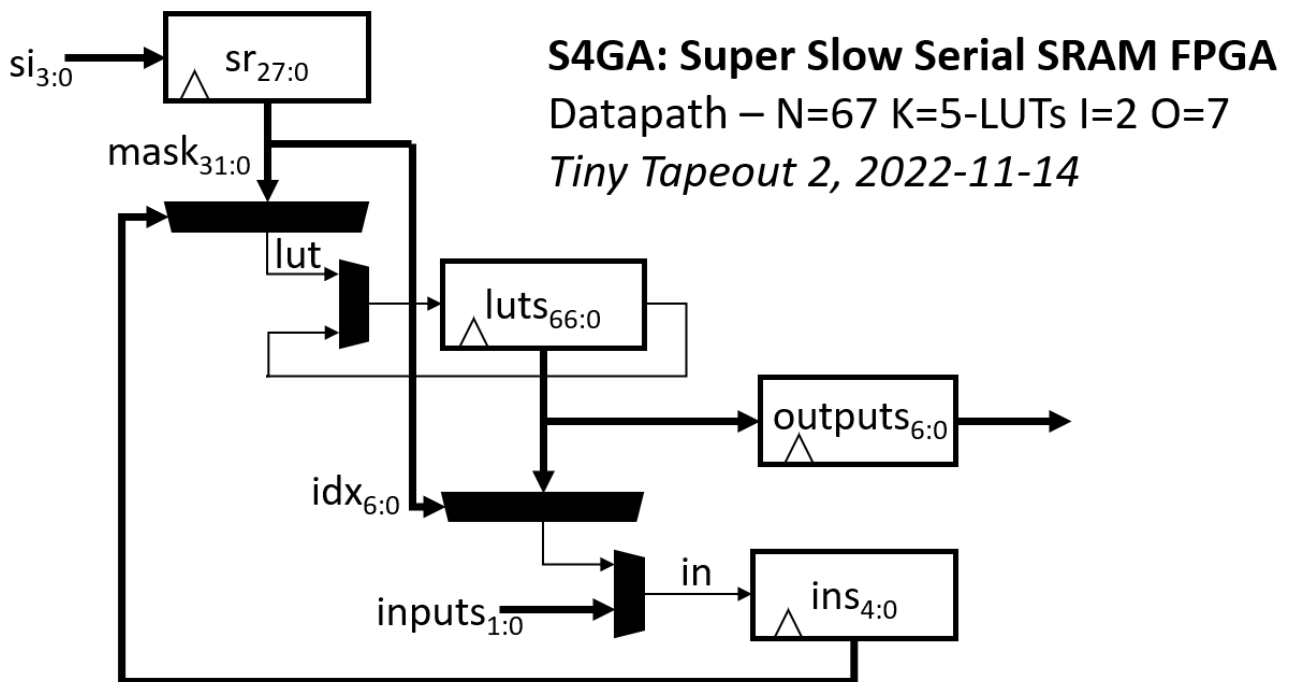 S4GA: Super Slow Serial SRAM FPGA
Datapath – N=67 K=5-LUTs I=2 O=7
Tiny Tapeout 2, 2022-11-14
si3:0
sr27:0
mask31:0
lut
luts66:0
outputs6:0
idx6:0
in
inputs1:0
ins4:0